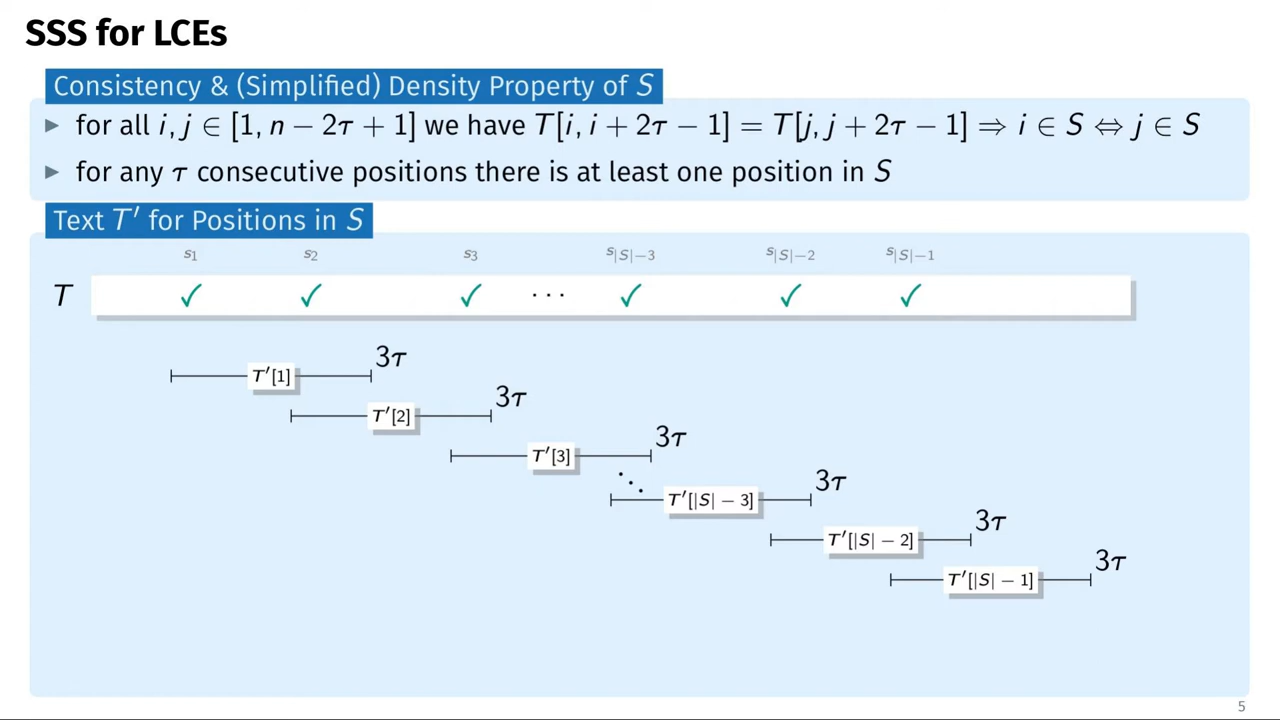 SSS for LCEs
Consistency & (Simplified) Density Property of S
▶ for all i, j ∈ [1, n − 2τ + 1] we have T[i, i + 2τ − 1] = T[j, j + 2τ − 1] ⇒ i ∈ S ⇔ j ∈ S
▶ for any τ consecutive positions there is at least one position in S
Text T′ for Positions in S
s₁ s₂ s₃ s|S|−3 s|S|−2 s|S|−1
T ✓ ✓ ✓ ··· ✓ ✓ ✓
T′[1] 3τ
T′[2] 3τ
T′[3] 3τ
⋱
T′[|S| − 3] 3τ
T′[|S| − 2] 3τ
T′[|S| − 1] 3τ
5